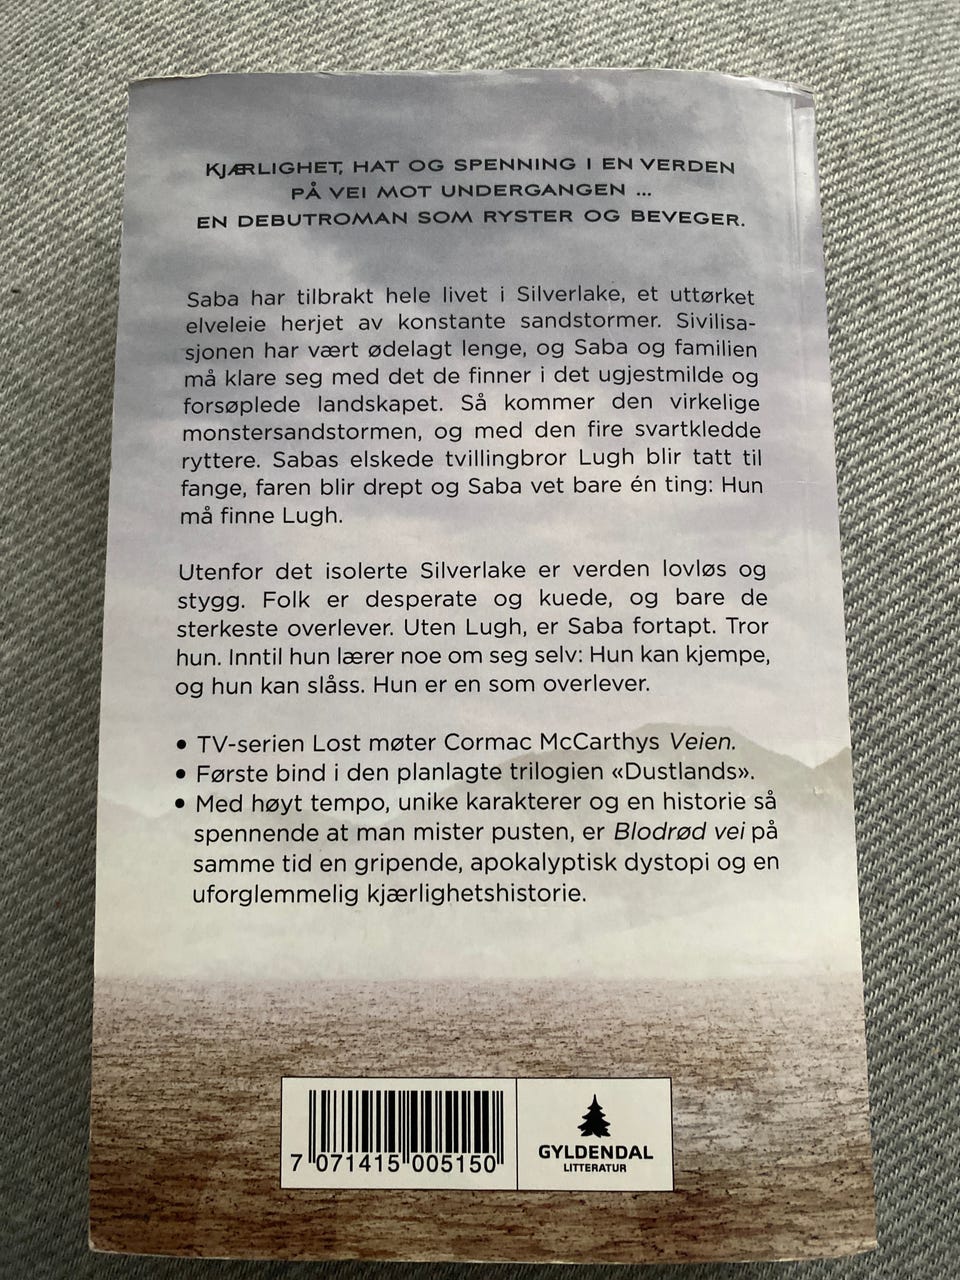 KJÆRLIGHET, HAT OG SPENNING I EN VERDEN
PÅ VEI MOT UNDERGANGEN ...
EN DEBUTROMAN SOM RYSTER OG BEVEGER.
Saba har tilbrakt hele livet i Silverlake, et uttørket
elveleie herjet av konstante sandstormer. Sivilisa-
sjonen har vært ødelagt lenge, og Saba og familien
må klare seg med det de finner i det ugjestmilde og
forsøplede landskapet. Så kommer den virkelige
monstersandstormen, og med den fire svartkledde
ryttere. Sabas elskede tvillingbror Lugh blir tatt til
fange, faren blir drept og Saba vet bare én ting: Hun
må finne Lugh.
Utenfor det isolerte Silverlake er verden lovløs og
stygg. Folk er desperate og kuede, og bare de
sterkeste overlever. Uten Lugh, er Saba fortapt. Tror
hun. Inntil hun lærer noe om seg selv: Hun kan kjempe,
og hun kan slåss. Hun er en som overlever.
• TV-serien Lost møter Cormac McCarthys Veien.
• Første bind i den planlagte trilogien «Dustlands».
• Med høyt tempo, unike karakterer og en historie så
spennende at man mister pusten, er Blodrød vei på
samme tid en gripende, apokalyptisk dystopi og en
uforglemmelig kjærlighetshistorie.
7 071415 005150
GYLDENDAL
LITTERATUR